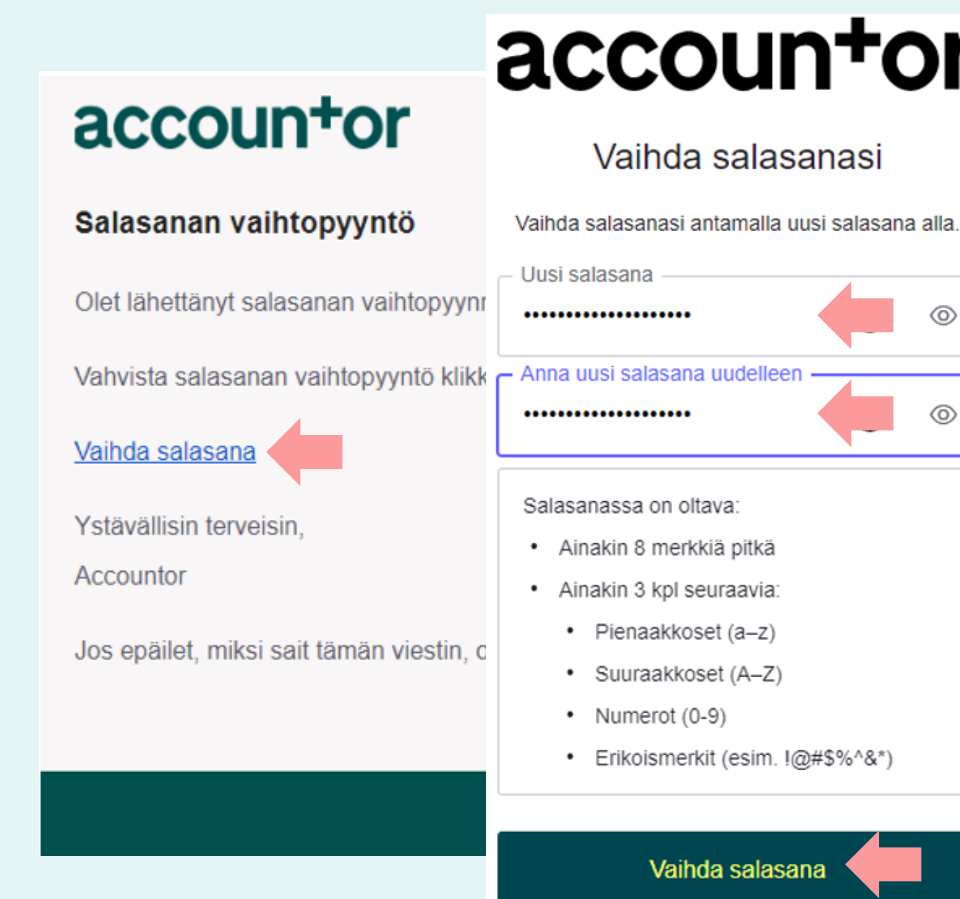 accountor
Salasanan vaihtopyyntö
Olet lähettänyt salasanan
Vahvista salasanan vaihtopyyntö
Vaihda salasana
Ystävällisin terveisin,
Accountor
Jos epäilet, miksi sait tämän viestin,
accountor
Vaihda salasanasi
Vaihda salasanasi antamalla uusi salasana alla.
Uusi salasana
••••••••••••••••••••
Anna uusi salasana uudelleen
••••••••••••••••••••
Salasanassa on oltava:
• Ainakin 8 merkkiä pitkä
• Ainakin 3 kpl seuraavia:
• Pienaakkoset (a–z)
• Suuraakkoset (A–Z)
• Numerot (0-9)
• Erikoismerkit (esim. !@#$%^&*)
Vaihda salasana